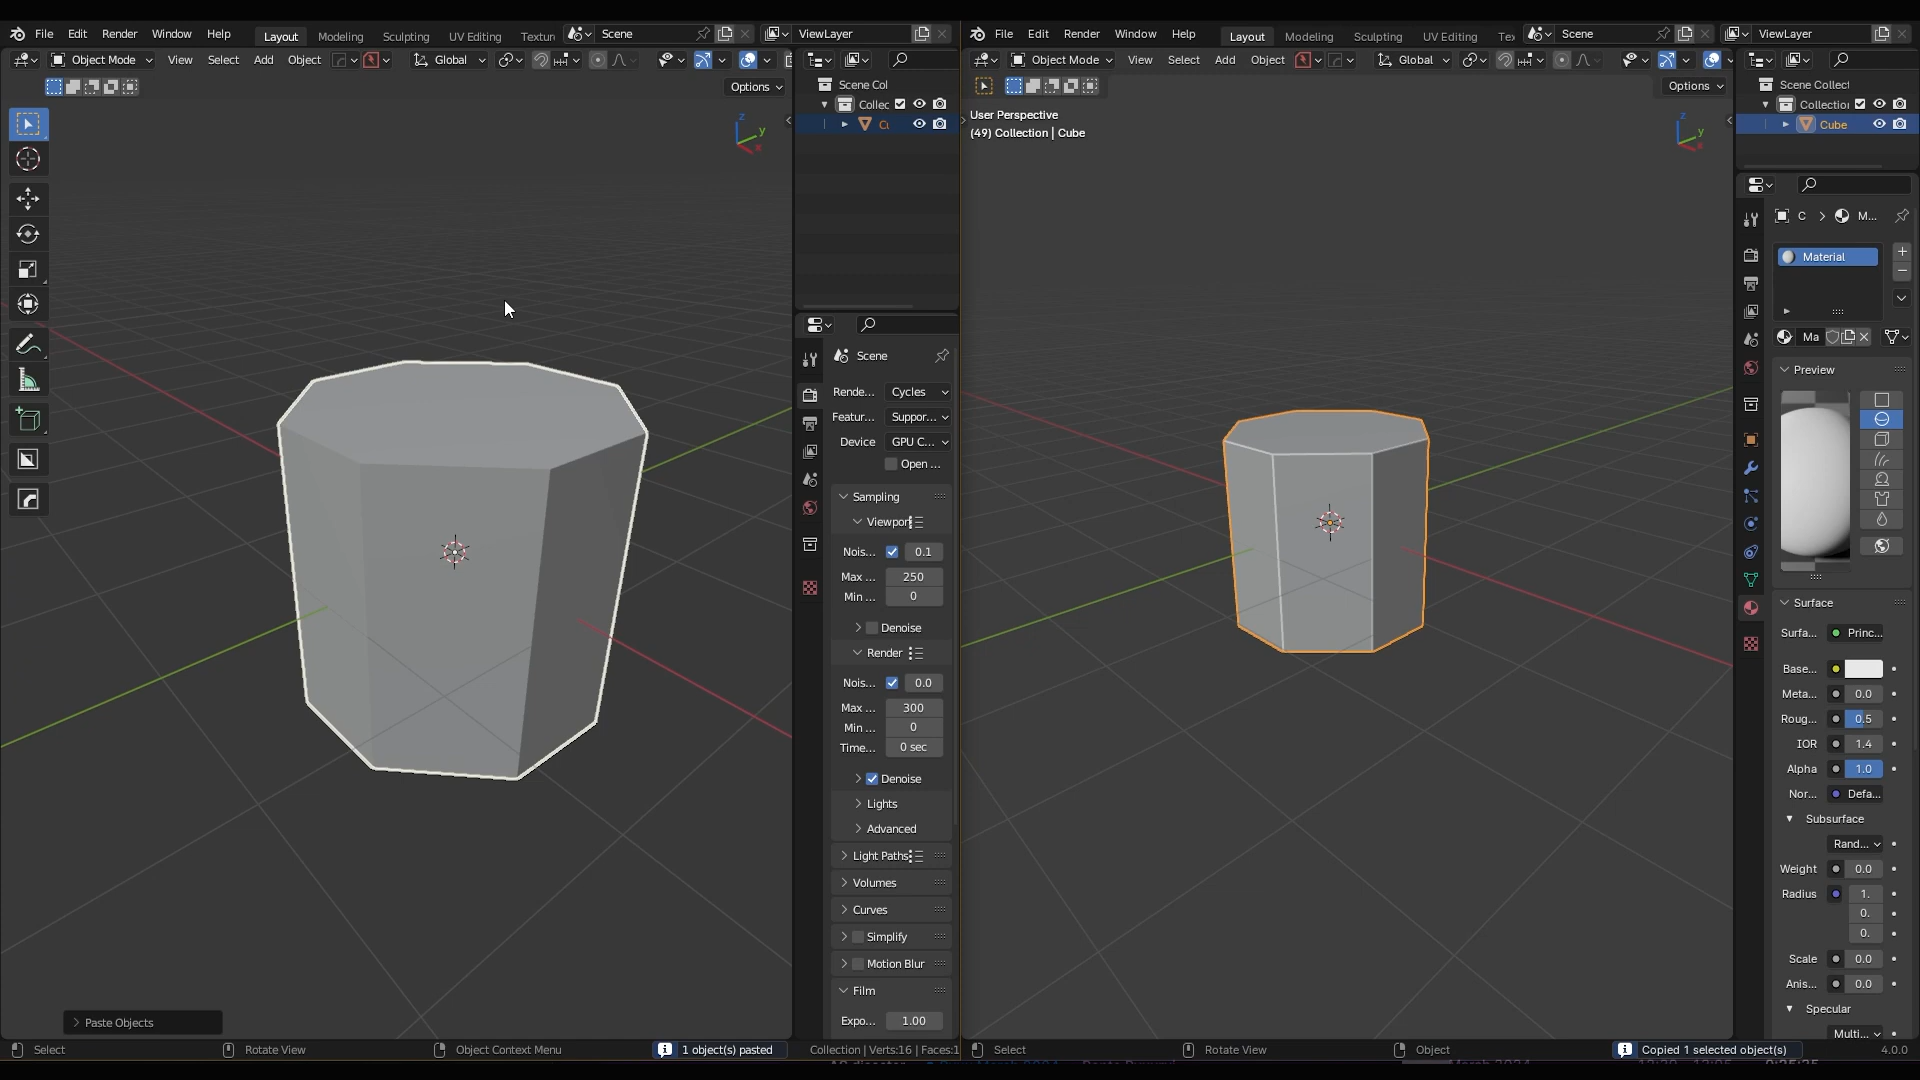 File Edit Render Window Help Layout Modeling Sculpting UV Editing Textur Scene ViewLayer
Object Mode View Select Add Object Global
Options
Scene Col
Collec
Paste Objects
Scene
Rende... Cycles
Featur... Suppor...
Device GPU C...
Open ...
Sampling
Viewpor
Nois... 0.1
Max ... 250
Min ... 0
Denoise
Render
Nois... 0.0
Max ... 300
Min ... 0
Time... 0 sec
Denoise
Lights
Advanced
Light Paths
Volumes
Curves
Simplify
Motion Blur
Film
Expo... 1.00
Select Rotate View Object Context Menu 1 object(s) pasted Collection | Verts:16 | Faces:1
File Edit Render Window Help Layout Modeling Sculpting UV Editing Te Scene ViewLayer
Object Mode View Select Add Object Global
Options
User Perspective
(49) Collection | Cube
Scene Collect
Collection
Cube
C > M...
Material
Ma
Preview
Surface
Surfa... Princ...
Base...
Meta... 0.0
Roug... 0.5
IOR 1.4
Alpha 1.0
Nor... Defa...
Subsurface
Rand...
Weight 0.0
Radius 1.
0.
0.
Scale 0.0
Anis... 0.0
Specular
Multi...
Select Rotate View Object Copied 1 selected object(s) 4.0.0